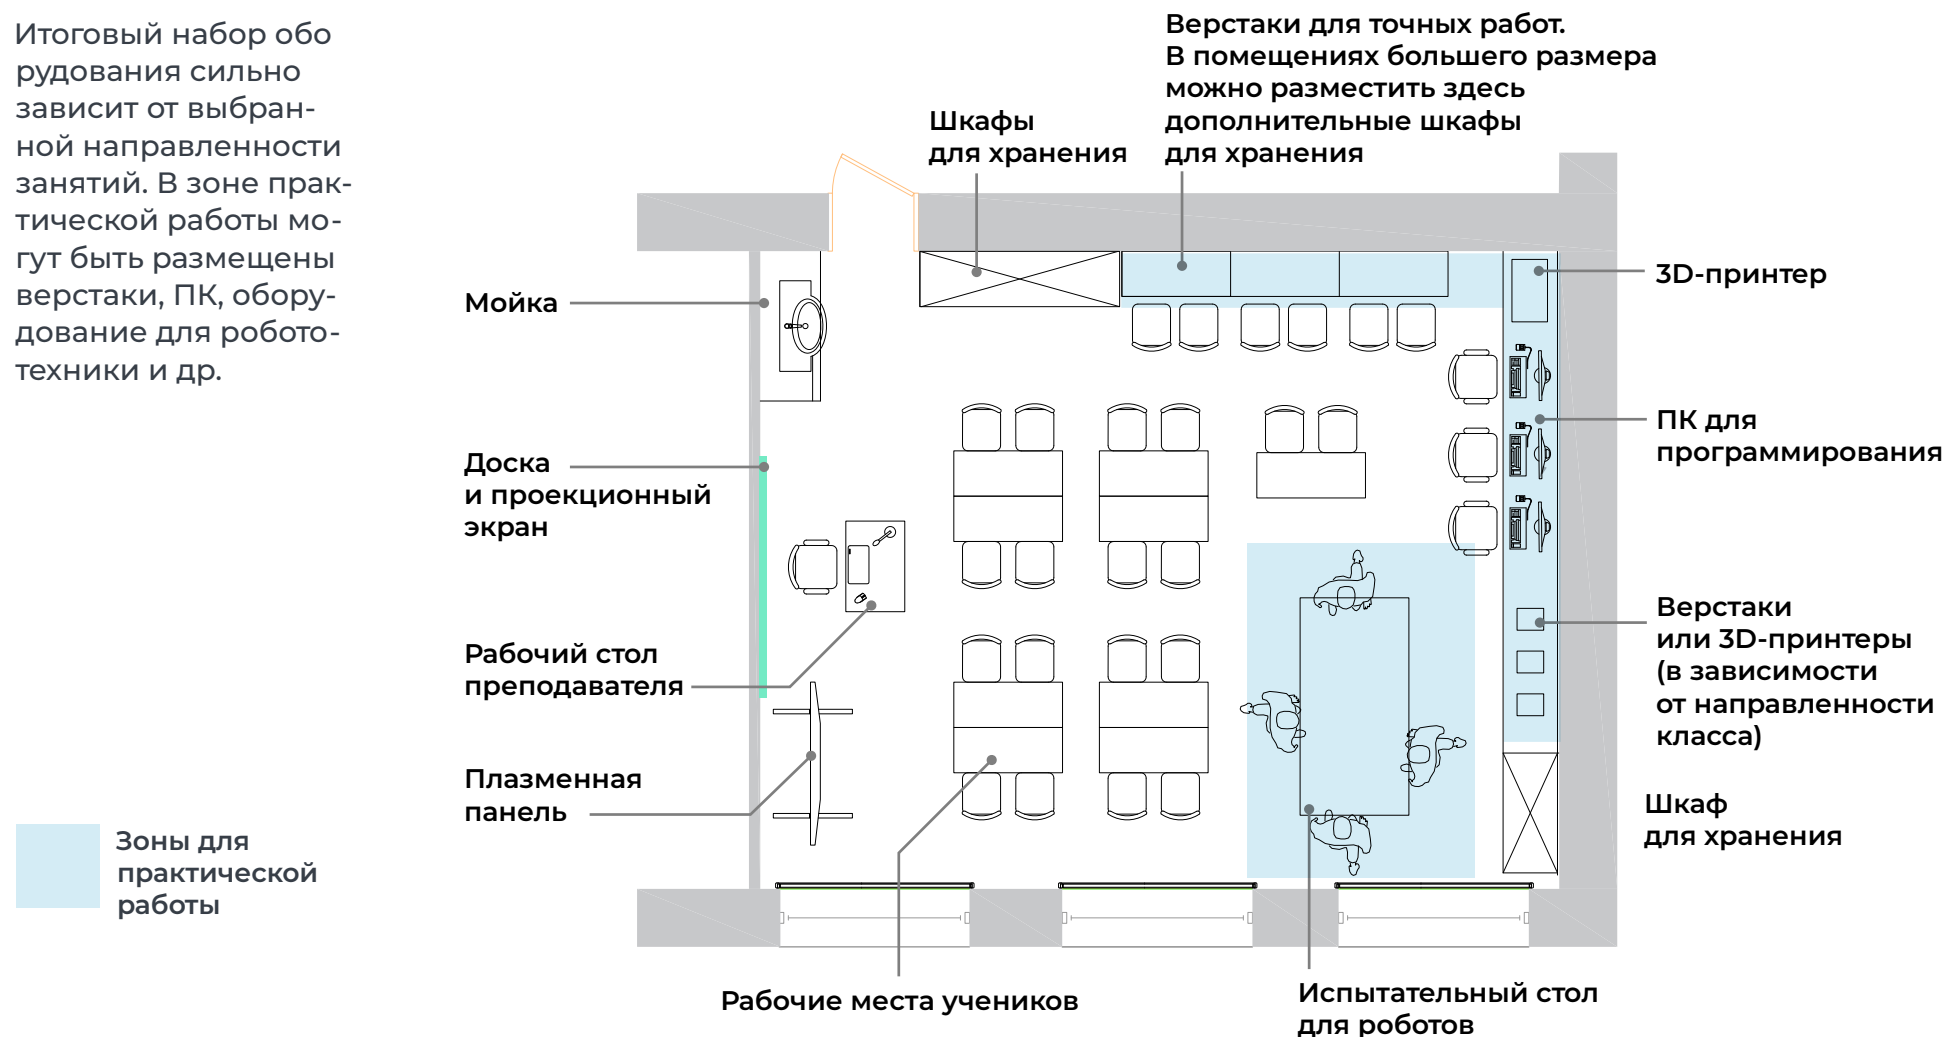 Итоговый набор обо
рудования сильно
зависит от выбран-
ной направленности
занятий. В зоне прак-
тической работы мо-
гут быть размещены
верстаки, ПК, обору-
дование для робото-
техники и др.
Верстаки для точных работ.
В помещениях большего размера
можно разместить здесь
дополнительные шкафы
для хранения
Шкафы
для хранения
Мойка
3D-принтер
ПК для
программирования
Доска
и проекционный
экран
Верстаки
или 3D-принтеры
(в зависимости
от направленности
класса)
Рабочий стол
преподавателя
Плазменная
панель
Шкаф
для хранения
Зоны для
практической
работы
Рабочие места учеников
Испытательный стол
для роботов